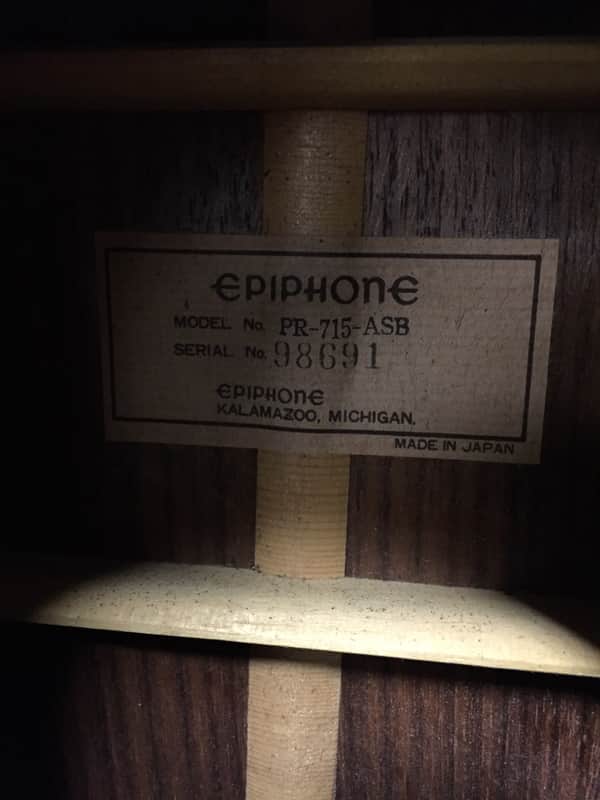 EPIPHONE
MODEL No. PR-715-ASB
SERIAL No. 98691
EPIPHONE
KALAMAZOO, MICHIGAN.
MADE IN JAPAN